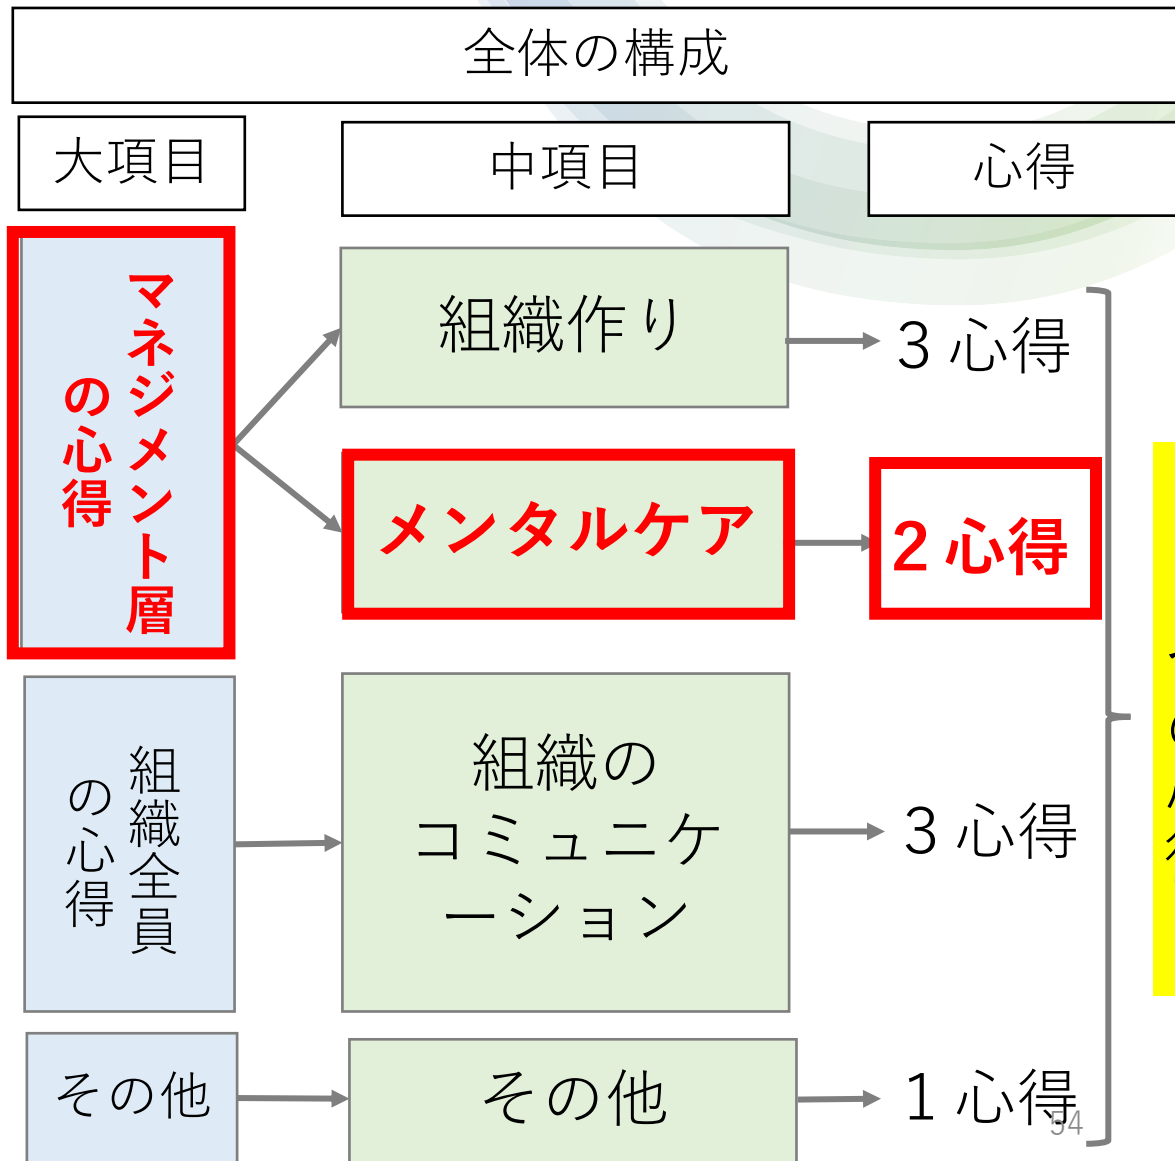 全体の構成
大項目
中項目
心得
マネジメント層
の心得
組織作り
3心得
メンタルケア
2心得
組織全員
の心得
組織の
コミュニケ
ーション
3心得
その他
その他
1心得
54